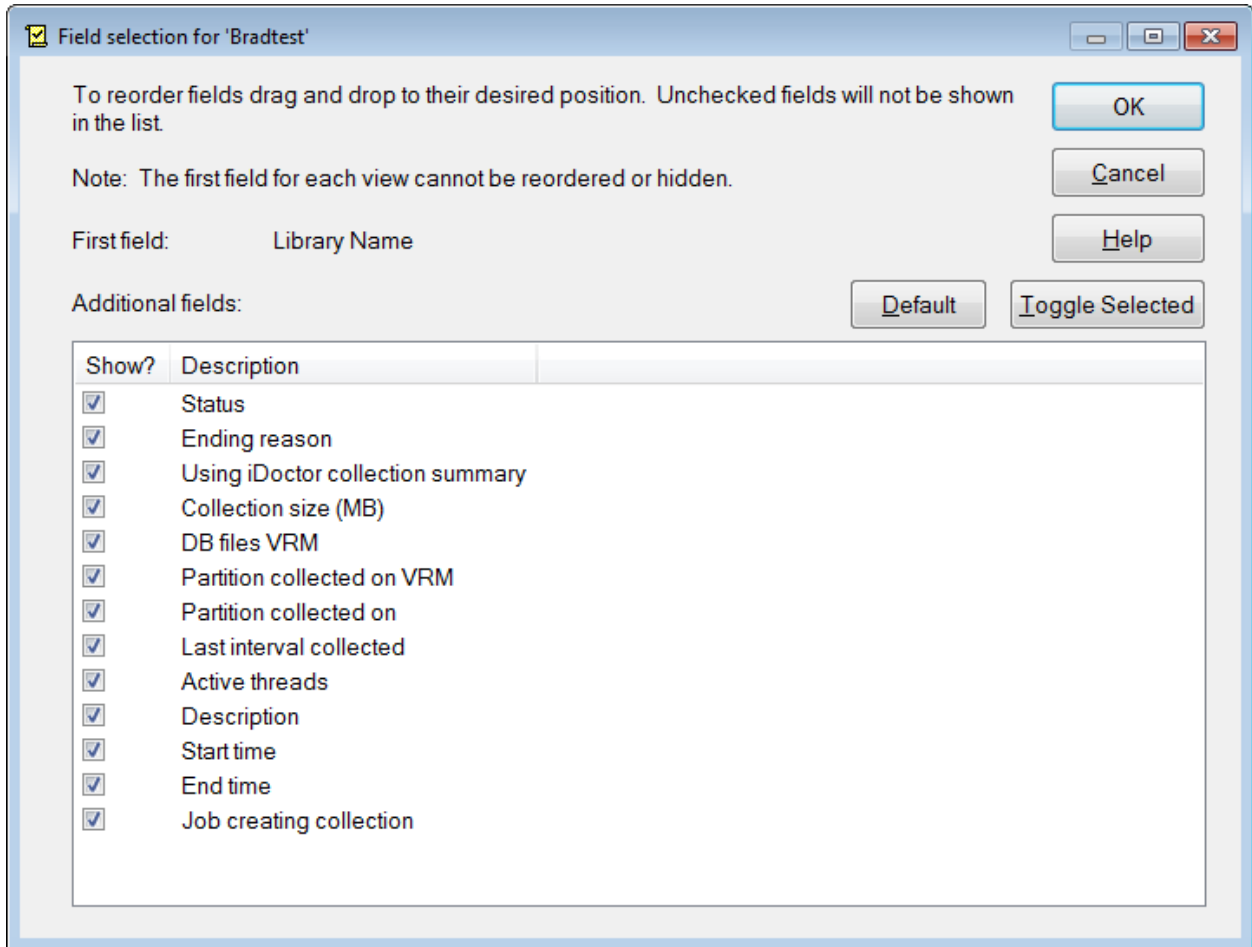 Field selection for 'Bradtest'
To reorder fields drag and drop to their desired position.  Unchecked fields will not be shown
in the list.
OK
Note:  The first field for each view cannot be reordered or hidden.
Cancel
First field: Library Name
Help
Additional fields:
Default
Toggle Selected
Show? Description
Status
Ending reason
Using iDoctor collection summary
Collection size (MB)
DB files VRM
Partition collected on VRM
Partition collected on
Last interval collected
Active threads
Description
Start time
End time
Job creating collection